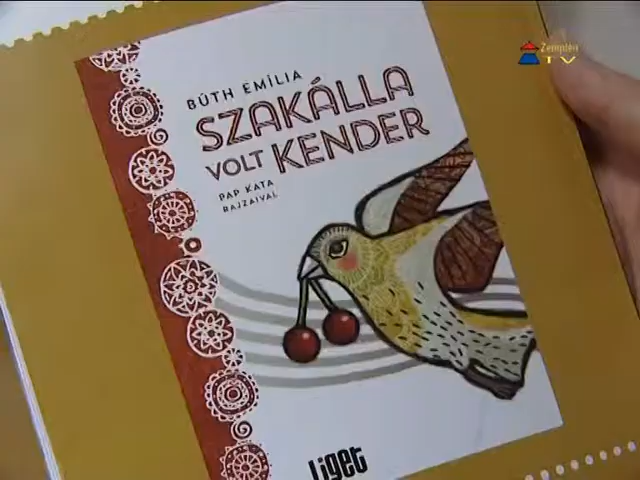 Zemplén
TV
BÚTH EMÍLIA
SZAKÁLLA
VOLT KENDER
PAP KATA
RAJZAIVAL
liget